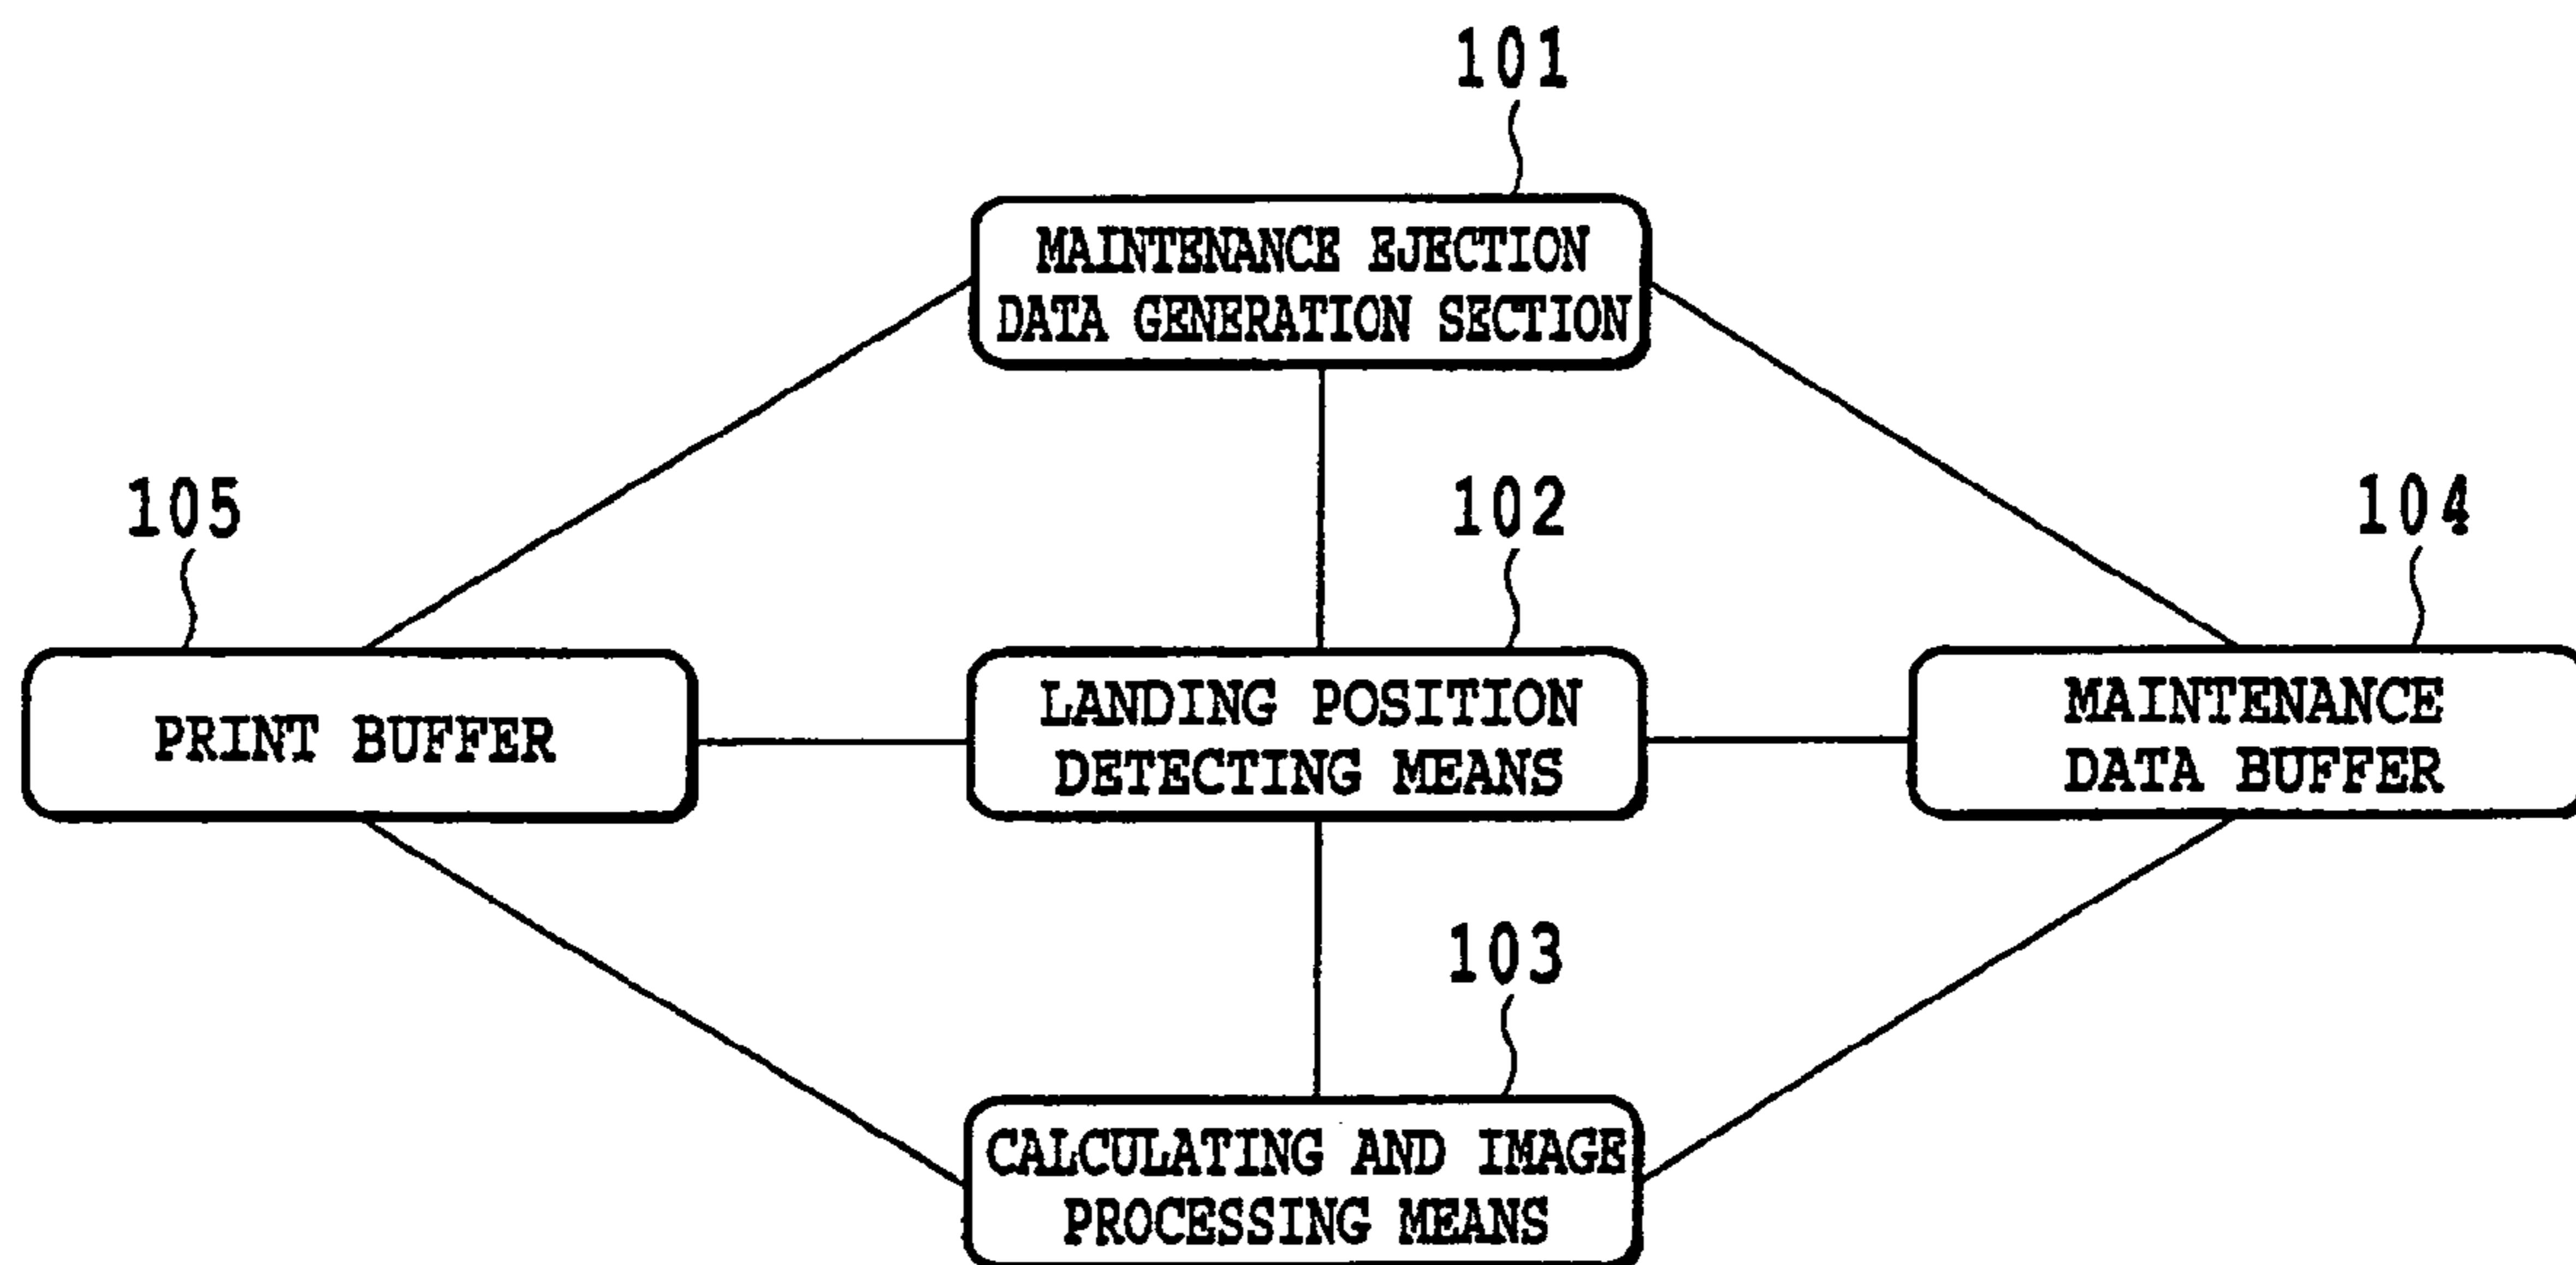 101
MAINTENANCE EJECTION
DATA GENERATION SECTION
105
102
104
PRINT BUFFER
LANDING POSITION
DETECTING MEANS
MAINTENANCE
DATA BUFFER
103
CALCULATING AND IMAGE
PROCESSING MEANS